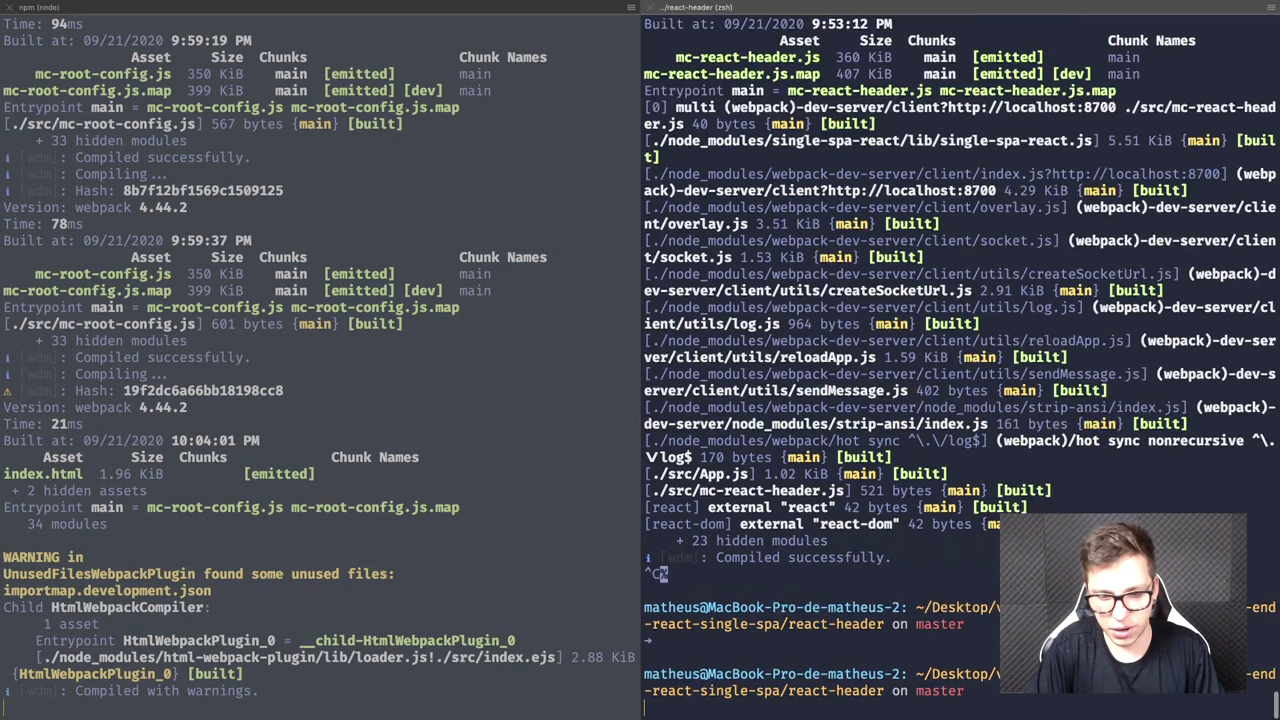 npm (node)
Time: 94ms
Built at: 09/21/2020 9:59:19 PM
Asset Size Chunks Chunk Names
mc-root-config.js 350 KiB main [emitted] main
mc-root-config.js.map 399 KiB main [emitted] [dev] main
Entrypoint main = mc-root-config.js mc-root-config.js.map
[./src/mc-root-config.js] 567 bytes {main} [built]
+ 33 hidden modules
ℹ ｢wdm｣: Compiled successfully.
ℹ ｢wdm｣: Compiling...
ℹ ｢wdm｣: Hash: 8b7f12bf1569c1509125
Version: webpack 4.44.2
Time: 78ms
Built at: 09/21/2020 9:59:37 PM
Asset Size Chunks Chunk Names
mc-root-config.js 350 KiB main [emitted] main
mc-root-config.js.map 399 KiB main [emitted] [dev] main
Entrypoint main = mc-root-config.js mc-root-config.js.map
[./src/mc-root-config.js] 601 bytes {main} [built]
+ 33 hidden modules
ℹ ｢wdm｣: Compiled successfully.
ℹ ｢wdm｣: Compiling...
⚠ ｢wdm｣: Hash: 19f2dc6a66bb18198cc8
Version: webpack 4.44.2
Time: 21ms
Built at: 09/21/2020 10:04:01 PM
Asset Size Chunks Chunk Names
index.html 1.96 KiB [emitted]
+ 2 hidden assets
Entrypoint main = mc-root-config.js mc-root-config.js.map
34 modules
WARNING in
UnusedFilesWebpackPlugin found some unused files:
importmap.development.json
Child HtmlWebpackCompiler:
1 asset
Entrypoint HtmlWebpackPlugin_0 = __child-HtmlWebpackPlugin_0
[./node_modules/html-webpack-plugin/lib/loader.js!./src/index.ejs] 2.88 KiB
{HtmlWebpackPlugin_0} [built]
ℹ ｢wdm｣: Compiled with warnings.
../react-header (zsh)
Built at: 09/21/2020 9:53:12 PM
Asset Size Chunks Chunk Names
mc-react-header.js 360 KiB main [emitted] main
mc-react-header.js.map 407 KiB main [emitted] [dev] main
Entrypoint main = mc-react-header.js mc-react-header.js.map
[0] multi (webpack)-dev-server/client?http://localhost:8700 ./src/mc-react-head
er.js 40 bytes {main} [built]
[./node_modules/single-spa-react/lib/single-spa-react.js] 5.51 KiB {main} [buil
t]
[./node_modules/webpack-dev-server/client/index.js?http://localhost:8700] (webp
ack)-dev-server/client?http://localhost:8700 4.29 KiB {main} [built]
[./node_modules/webpack-dev-server/client/overlay.js] (webpack)-dev-server/clie
nt/overlay.js 3.51 KiB {main} [built]
[./node_modules/webpack-dev-server/client/socket.js] (webpack)-dev-server/clien
t/socket.js 1.53 KiB {main} [built]
[./node_modules/webpack-dev-server/client/utils/createSocketUrl.js] (webpack)-d
ev-server/client/utils/createSocketUrl.js 2.91 KiB {main} [built]
[./node_modules/webpack-dev-server/client/utils/log.js] (webpack)-dev-server/cl
ient/utils/log.js 964 bytes {main} [built]
[./node_modules/webpack-dev-server/client/utils/reloadApp.js] (webpack)-dev-ser
ver/client/utils/reloadApp.js 1.59 KiB {main} [built]
[./node_modules/webpack-dev-server/client/utils/sendMessage.js] (webpack)-dev-s
erver/client/utils/sendMessage.js 402 bytes {main} [built]
[./node_modules/webpack-dev-server/node_modules/strip-ansi/index.js] (webpack)-
dev-server/node_modules/strip-ansi/index.js 161 bytes {main} [built]
[./node_modules/webpack/hot sync ^\.\/log$] (webpack)/hot sync nonrecursive ^\.
\/log$ 170 bytes {main} [built]
[./src/App.js] 1.02 KiB {main} [built]
[./src/mc-react-header.js] 521 bytes {main} [built]
[react] external "react" 42 bytes {main} [built]
[react-dom] external "react-dom" 42 bytes
+ 23 hidden modules
ℹ ｢wdm｣: Compiled successfully.
^C%
matheus@MacBook-Pro-de-matheus-2: ~/Desktop/ -end-
react-single-spa/react-header on master
→
matheus@MacBook-Pro-de-matheus-2: ~/Desktop/ -end-
react-single-spa/react-header on master